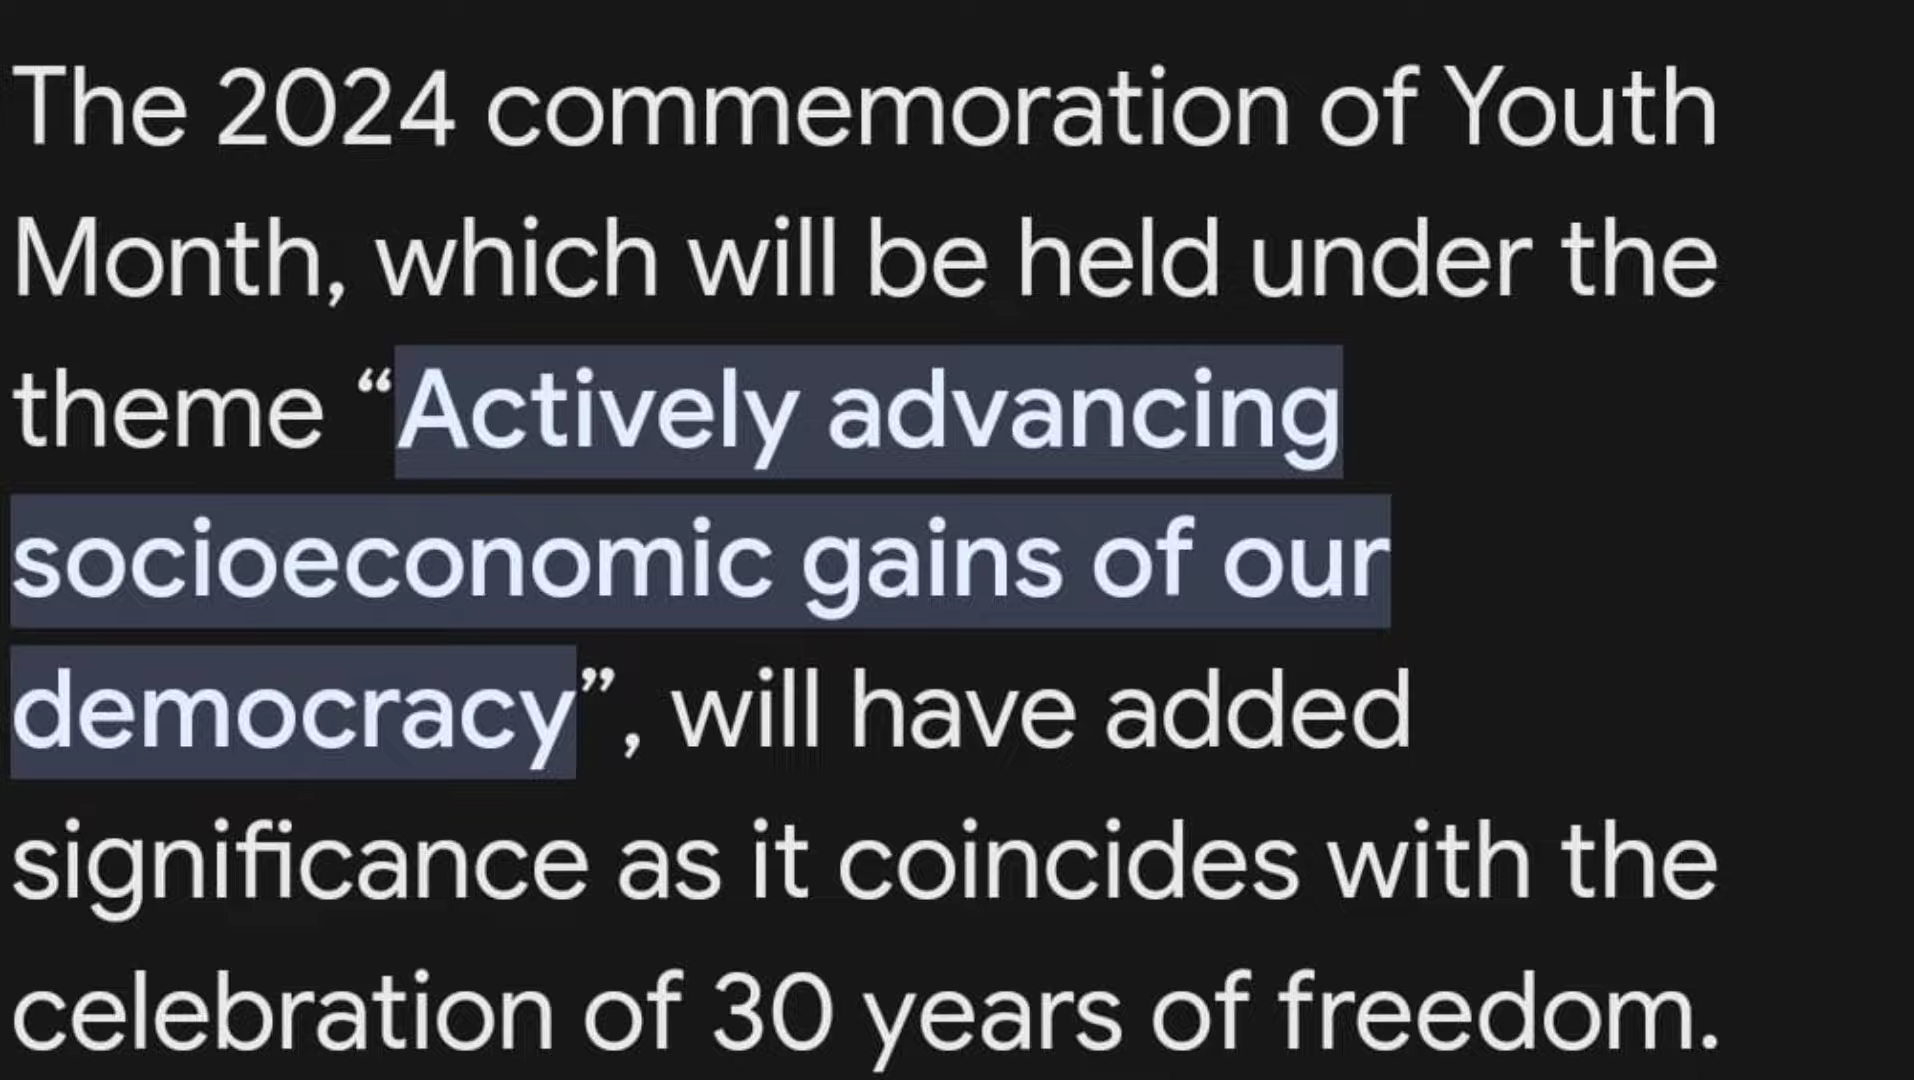 The 2024 commemoration of Youth
Month, which will be held under the
theme “Actively advancing
socioeconomic gains of our
democracy”, will have added
significance as it coincides with the
celebration of 30 years of freedom.